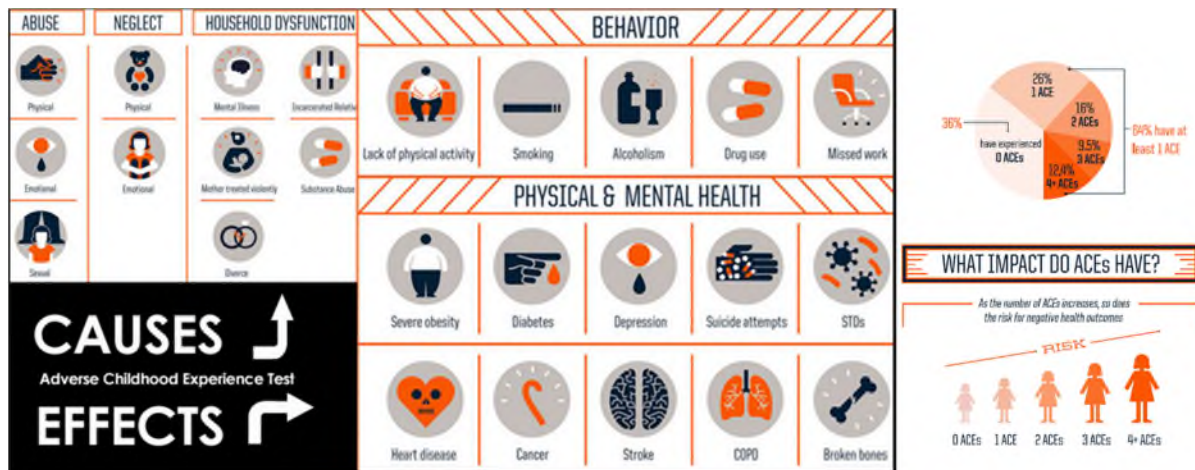 ABUSE
NEGLECT
HOUSEHOLD DYSFUNCTION
Physical
Physical
Mental Illness
Incarcerated Relative
Emotional
Emotional
Mother treated violently
Substance Abuse
Sexual
Divorce
CAUSES
Adverse Childhood Experience Test
EFFECTS
BEHAVIOR
Lack of physical activity
Smoking
Alcoholism
Drug use
Missed work
PHYSICAL & MENTAL HEALTH
Severe obesity
Diabetes
Depression
Suicide attempts
STDs
Heart disease
Cancer
Stroke
COPD
Broken bones
36%
have experienced
0 ACEs
26%
1 ACE
16%
2 ACEs
9.5%
3 ACEs
12.4%
4+ ACEs
64% have at
least 1 ACE
WHAT IMPACT DO ACEs HAVE?
As the number of ACEs increases, so does
the risk for negative health outcomes
RISK
0 ACEs
1 ACE
2 ACEs
3 ACEs
4+ ACEs